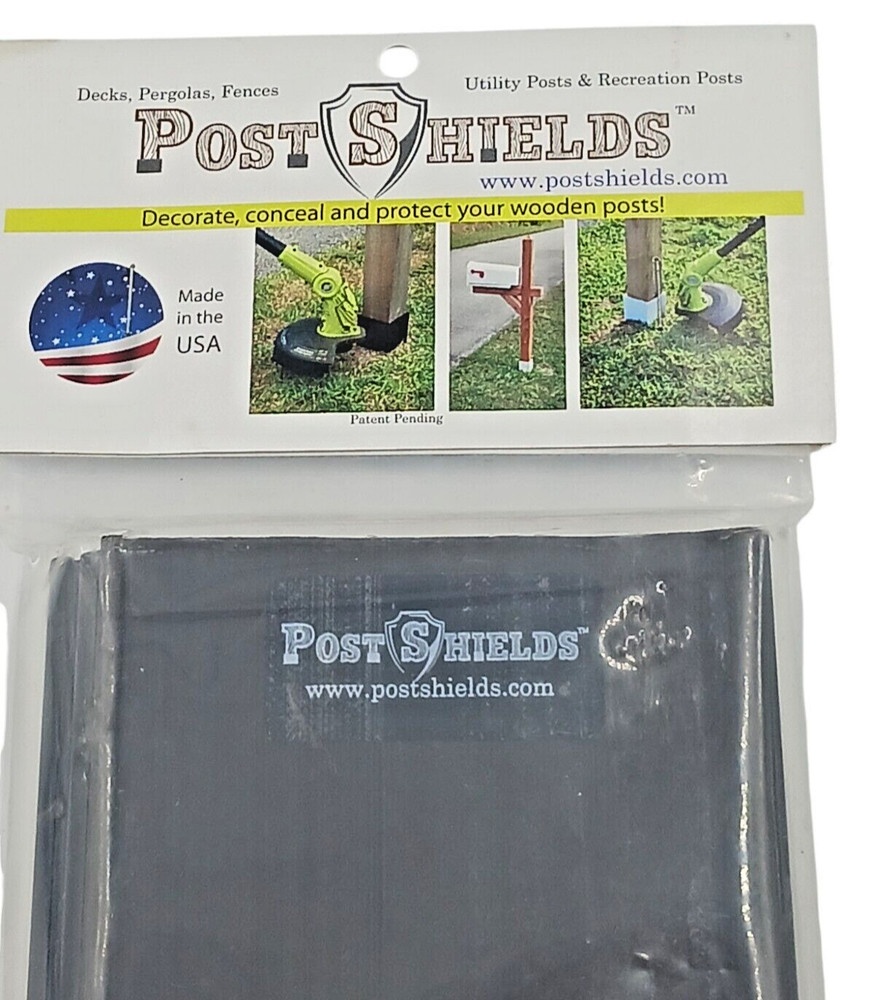 Decks, Pergolas, Fences
Utility Posts & Recreation Posts
POST SHIELDS™
www.postshields.com
Decorate, conceal and protect your wooden posts!
Made
in the
USA
Patent Pending
POST SHIELDS™
www.postshields.com